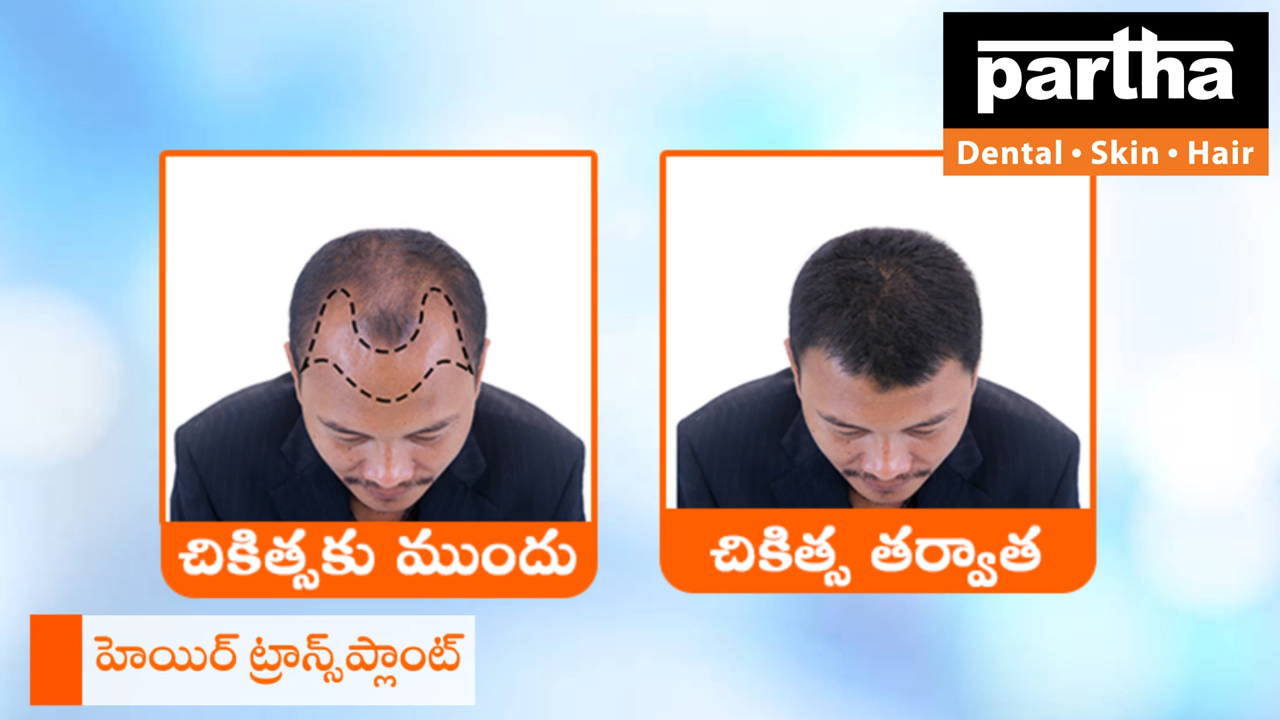 partha
Dental • Skin • Hair
చికిత్సకు ముందు
చికిత్స తర్వాత
హెయిర్ ట్రాన్స్‌ప్లాంట్